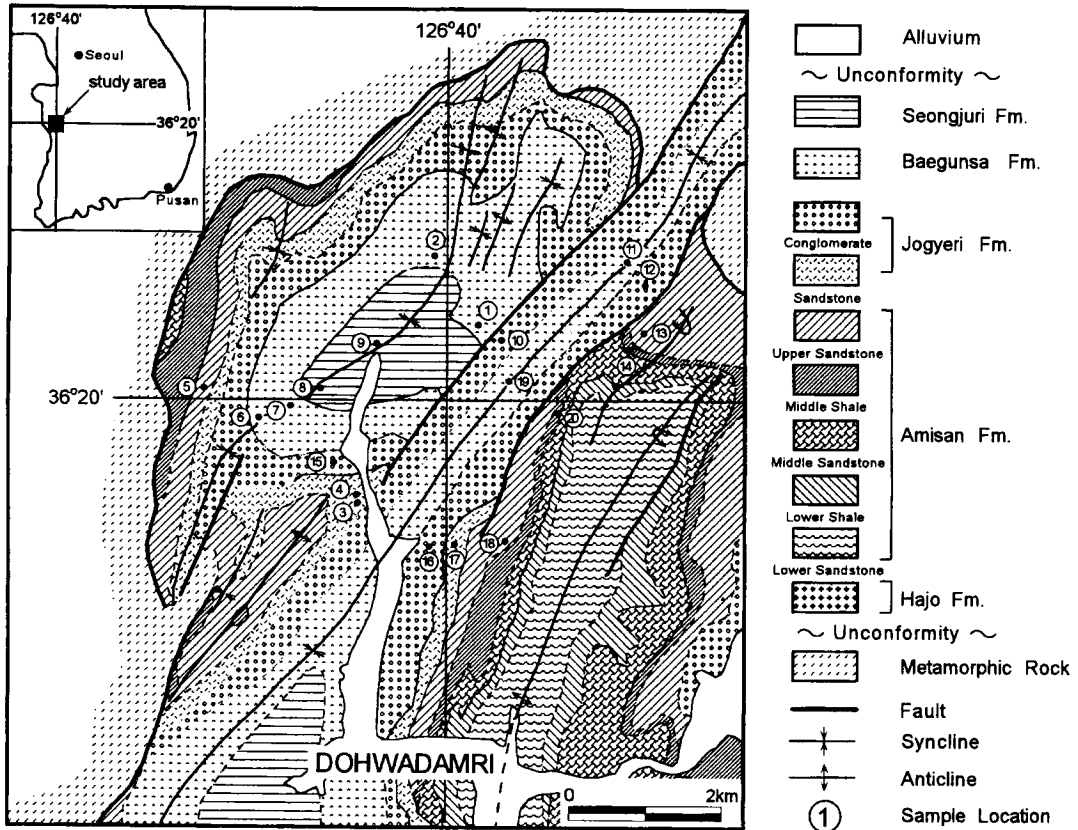 126°40'
Seoul
study area
36°20'
Pusan
126°40'
36°20'
②
①
⑪
⑫
⑩
⑬
⑨
⑭
⑲
⑤
⑧
⑦
⑥
⑳
⑮
④
③
⑯
⑰
⑱
DOHWADAMRI
0 2km
Alluvium
~ Unconformity ~
Seongjuri Fm.
Baegunsa Fm.
Conglomerate
Jogyeri Fm.
Sandstone
Upper Sandstone
Middle Shale
Amisan Fm.
Middle Sandstone
Lower Shale
Lower Sandstone
Hajo Fm.
~ Unconformity ~
Metamorphic Rock
Fault
Syncline
Anticline
① Sample Location